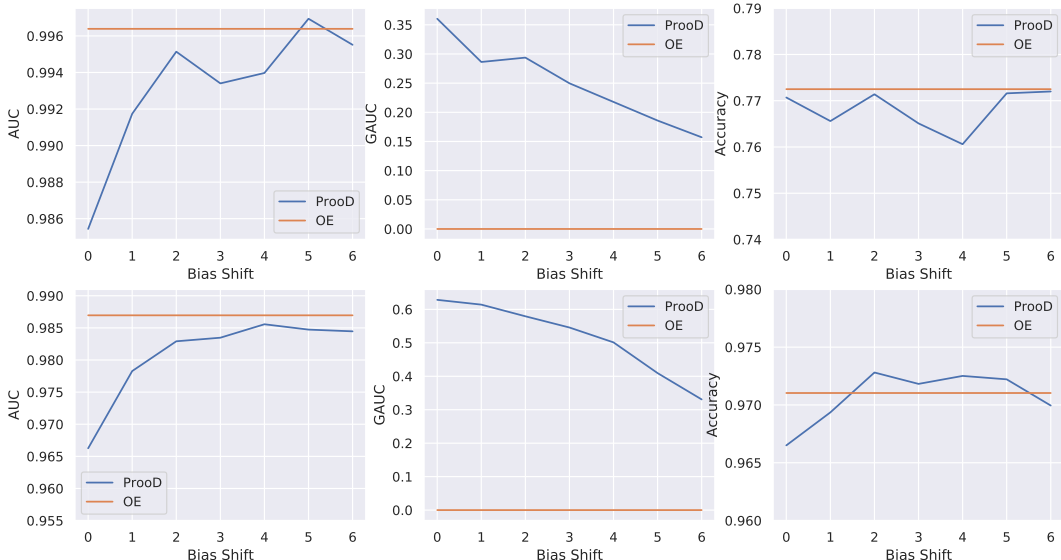 AUC
0.996
0.994
0.992
0.990
0.988
0.986
ProoD
OE
0 1 2 3 4 5 6
Bias Shift
GAUC
0.35
0.30
0.25
0.20
0.15
0.10
0.05
0.00
ProoD
OE
0 1 2 3 4 5 6
Bias Shift
Accuracy
0.79
0.78
0.77
0.76
0.75
0.74
ProoD
OE
0 1 2 3 4 5 6
Bias Shift
AUC
0.990
0.985
0.980
0.975
0.970
0.965
0.960
0.955
ProoD
OE
0 1 2 3 4 5 6
Bias Shift
GAUC
0.6
0.5
0.4
0.3
0.2
0.1
0.0
ProoD
OE
0 1 2 3 4 5 6
Bias Shift
Accuracy
0.980
0.975
0.970
0.965
0.960
ProoD
OE
0 1 2 3 4 5 6
Bias Shift